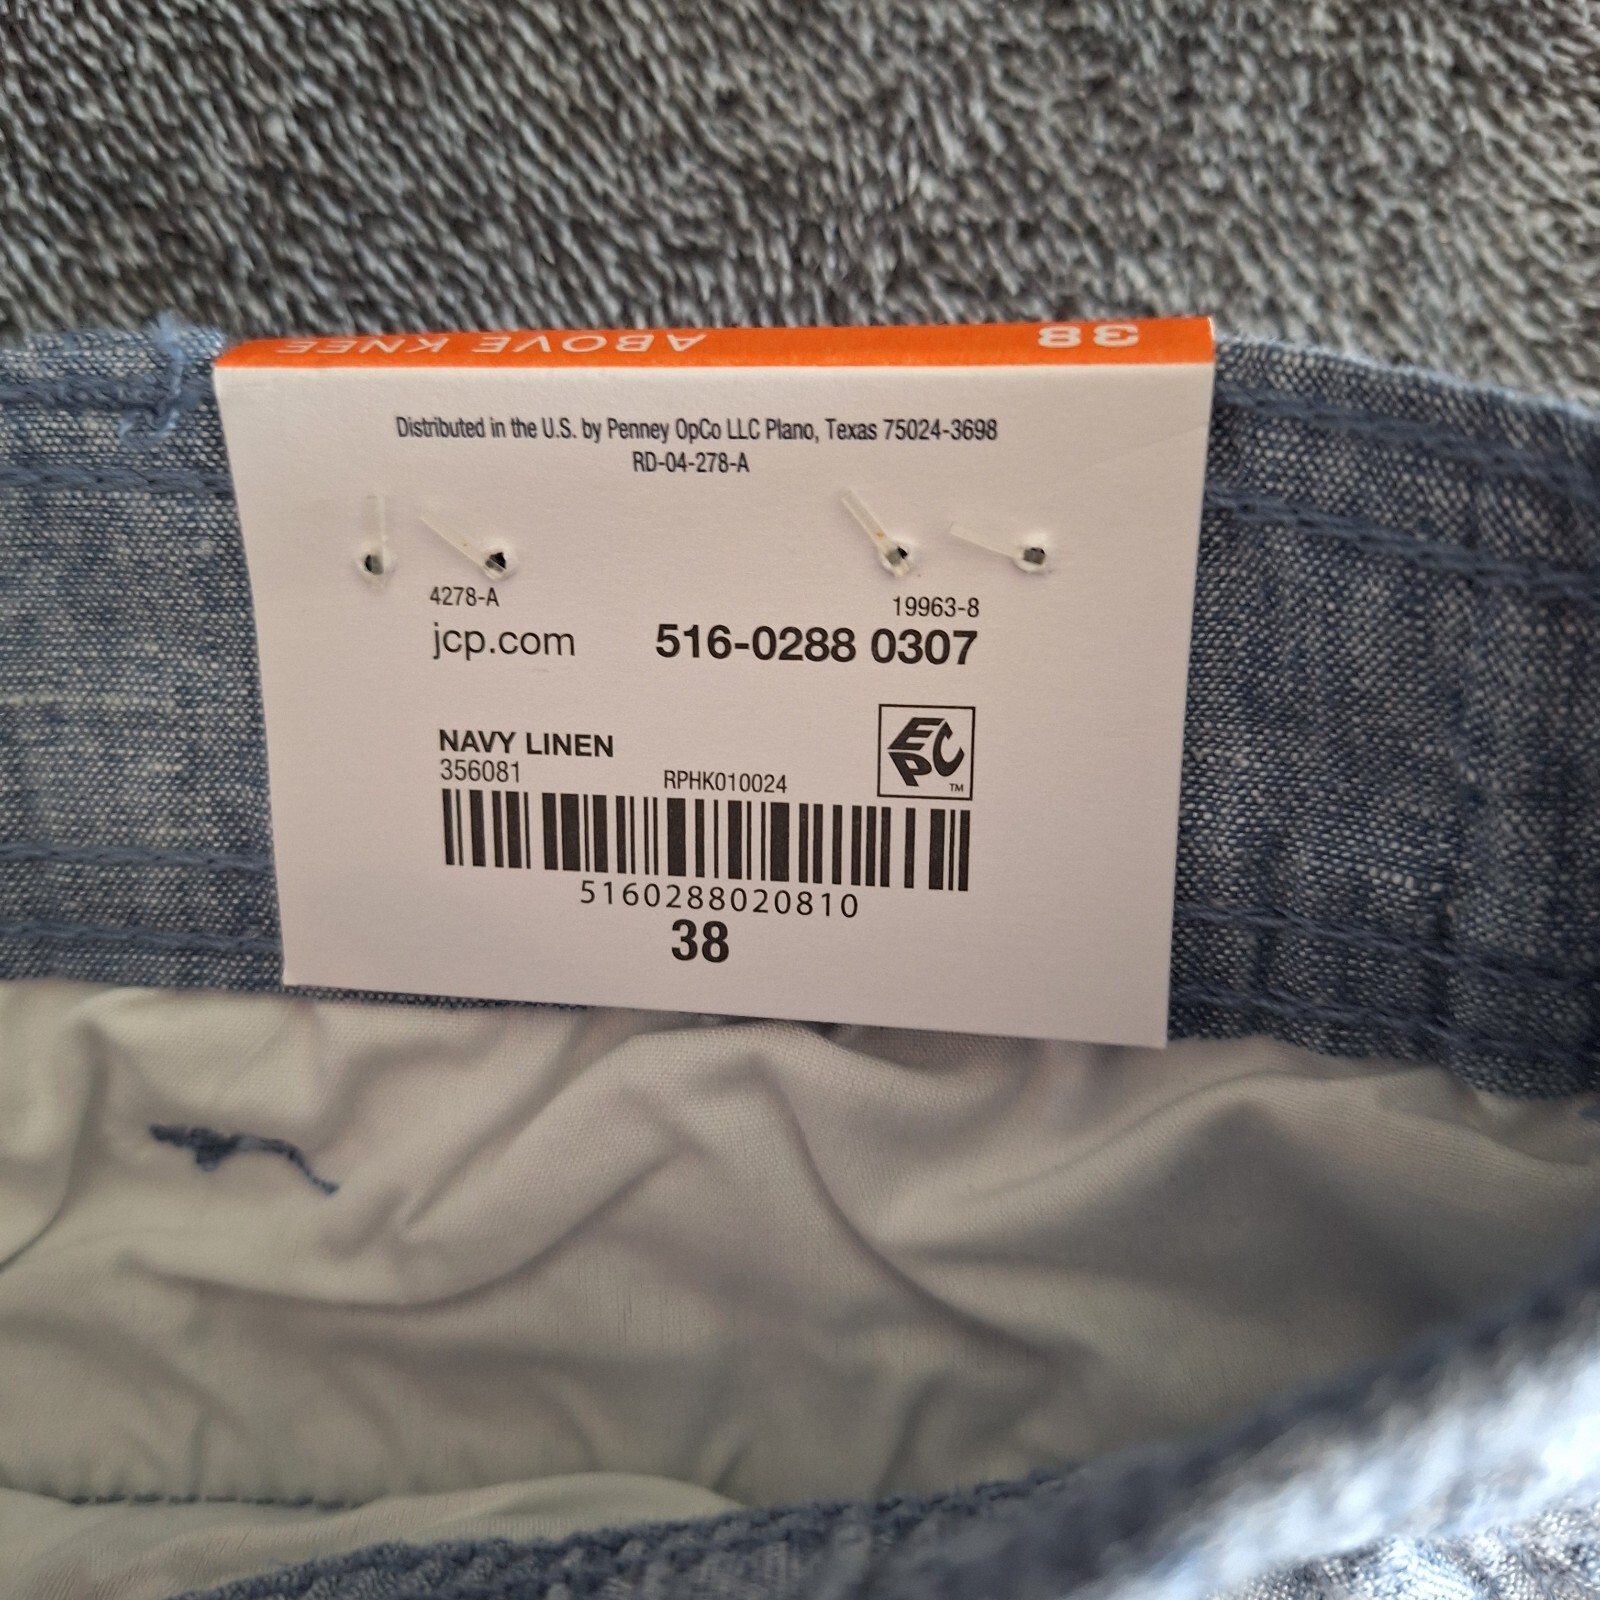 ABOVE KNEE 38
Distributed in the U.S. by Penney OpCo LLC Plano, Texas 75024-3698
RD-04-278-A
4278-A 19963-8
jcp.com 516-0288 0307
NAVY LINEN
356081 RPHK010024
EPC TM
5160288020810
38